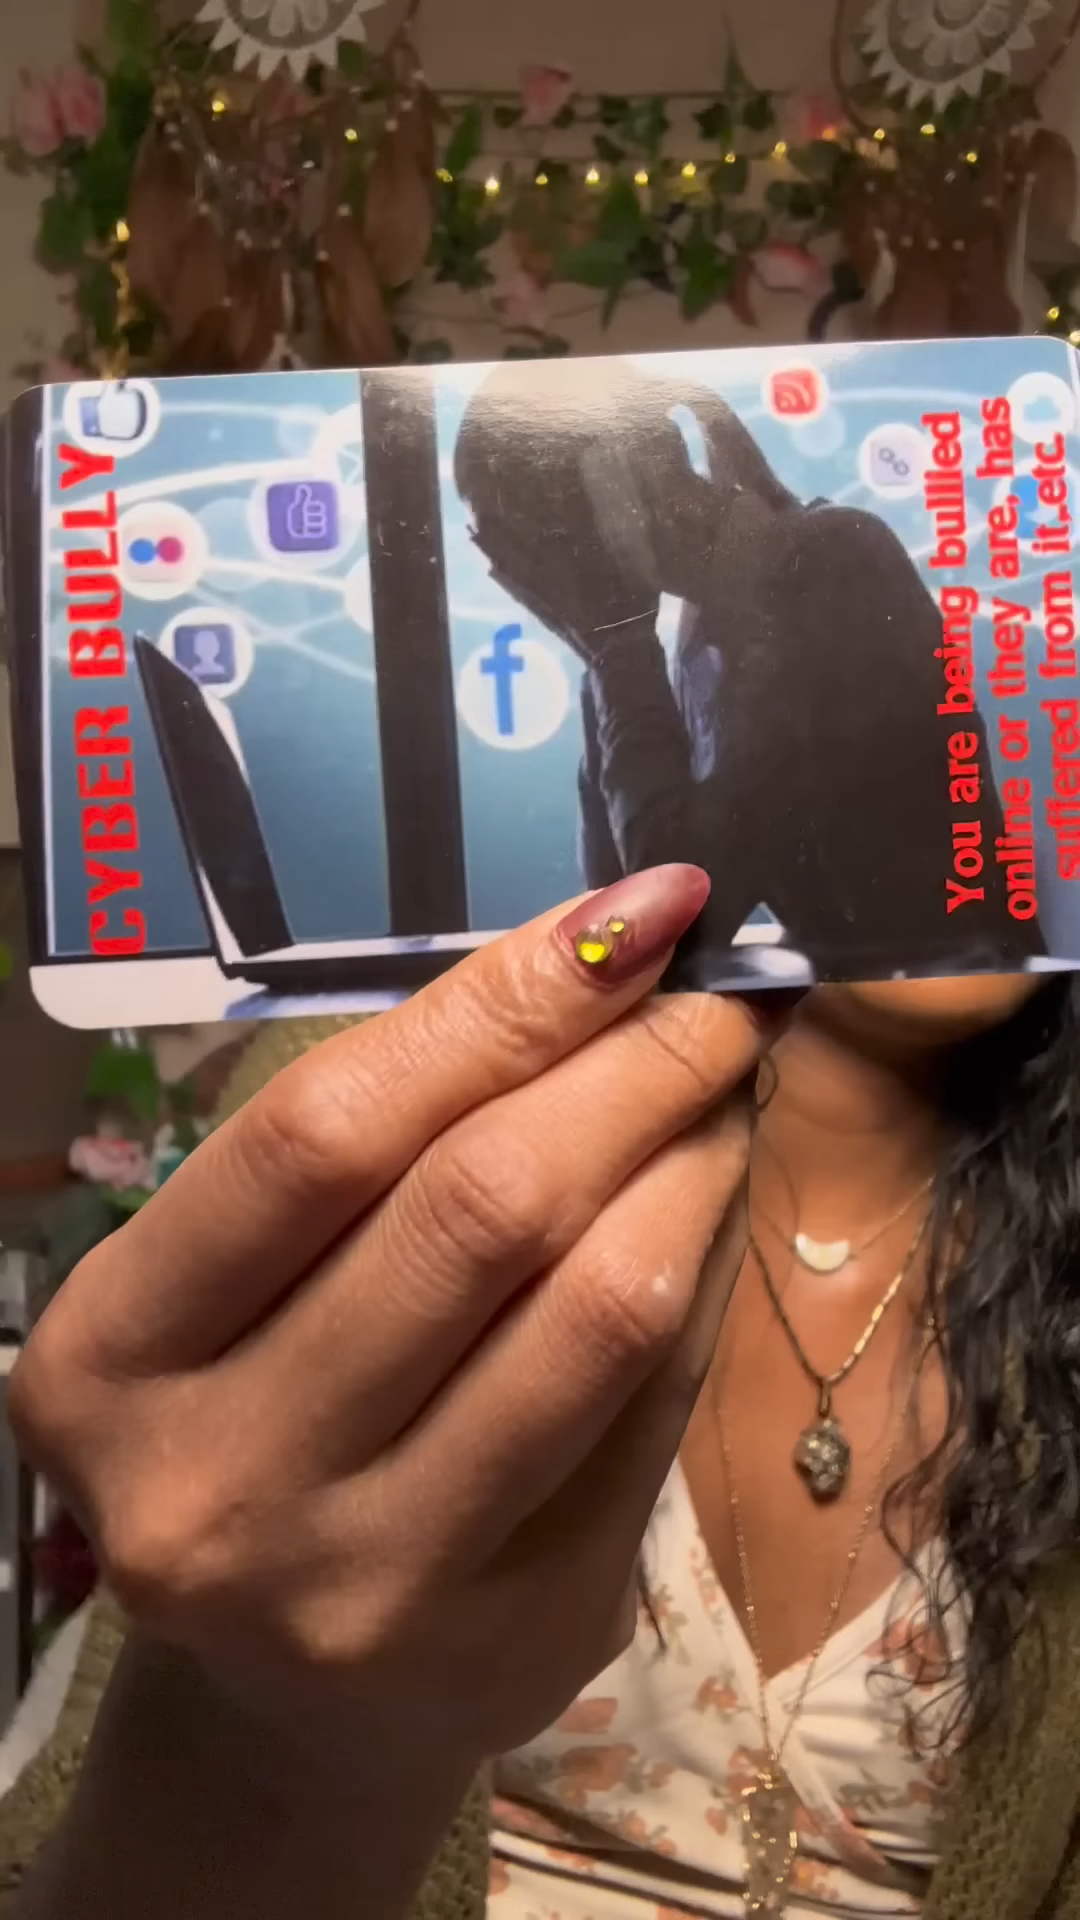 CYBER BULLY
You are being bullied
online or they are, has
suffered from it,etc